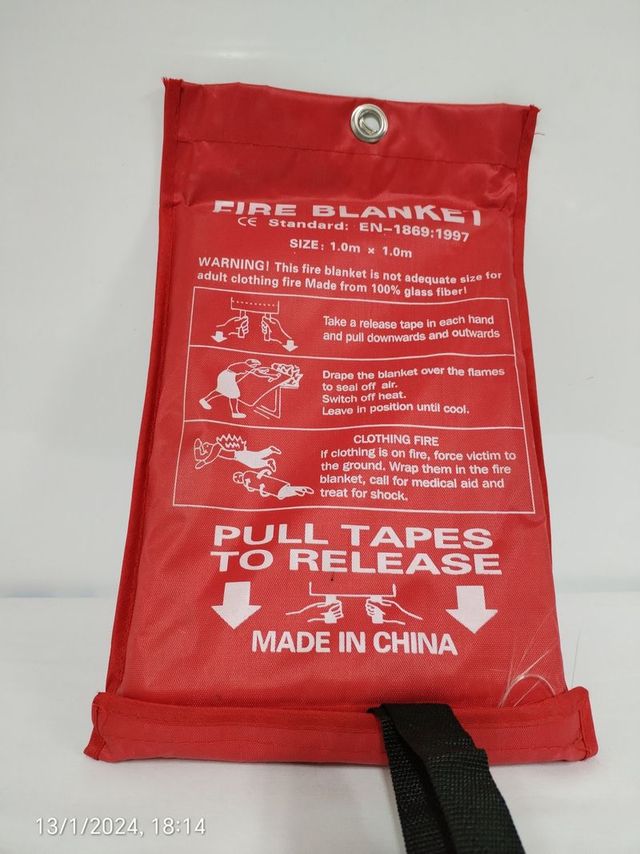 FIRE BLANKET
CE Standard: EN-1869:1997
SIZE: 1.0m × 1.0m
WARNING! This fire blanket is not adequate size for
adult clothing fire Made from 100% glass fiber!
Take a release tape in each hand
and pull downwards and outwards
Drape the blanket over the flames
to seal off air.
Switch off heat.
Leave in position until cool.
CLOTHING FIRE
If clothing is on fire, force victim to
the ground. Wrap them in the fire
blanket, call for medical aid and
treat for shock.
PULL TAPES
TO RELEASE
MADE IN CHINA
13/1/2024, 18:14